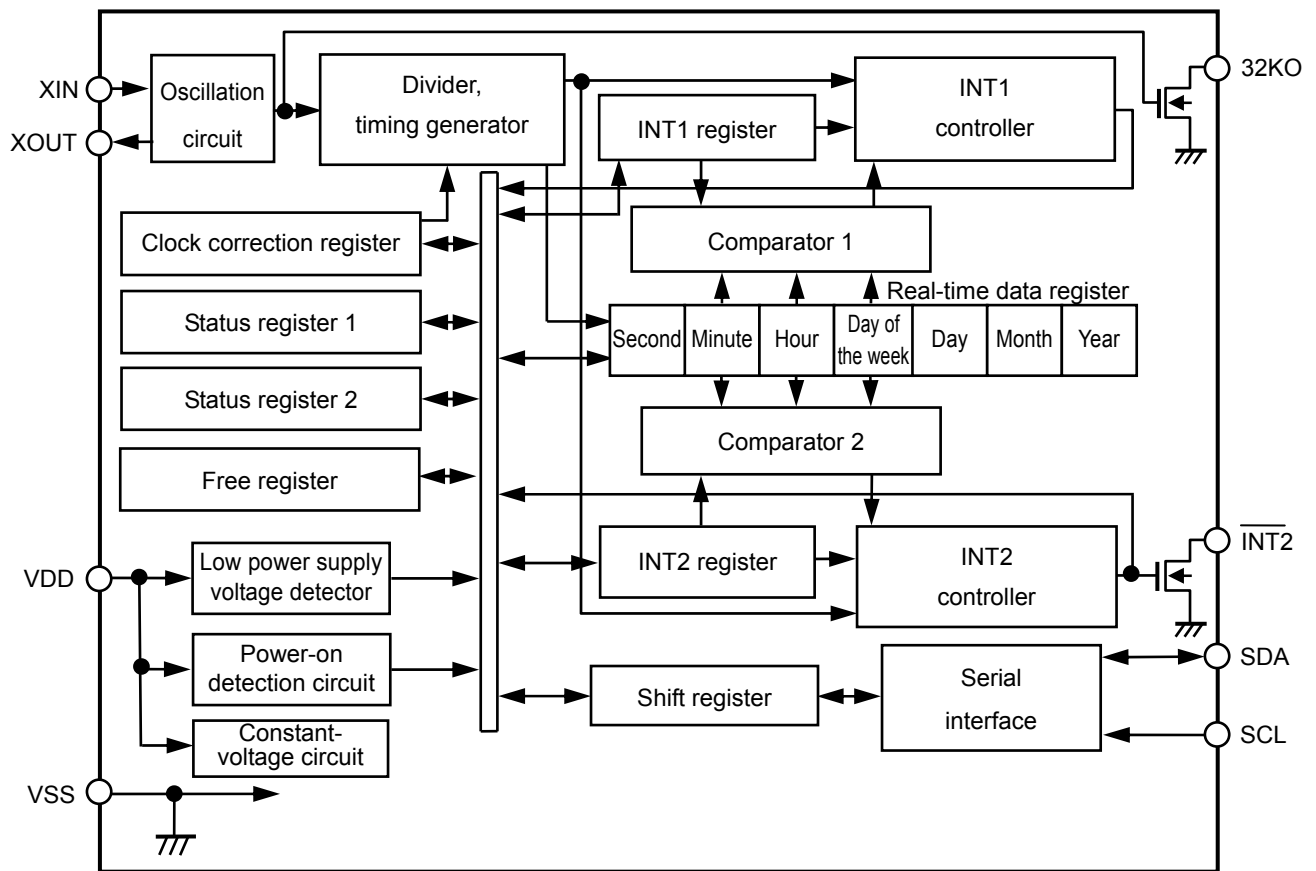 XIN
XOUT
Oscillation
circuit
Divider,
timing generator
INT1 register
INT1
controller
32KO
Clock correction register
Comparator 1
Status register 1
Real-time data register
Second
Minute
Hour
Day of
the week
Day
Month
Year
Status register 2
Comparator 2
Free register
VDD
Low power supply
voltage detector
INT2 register
INT2
controller
INT2
Power-on
detection circuit
Shift register
Serial
interface
SDA
SCL
Constant-
voltage circuit
VSS